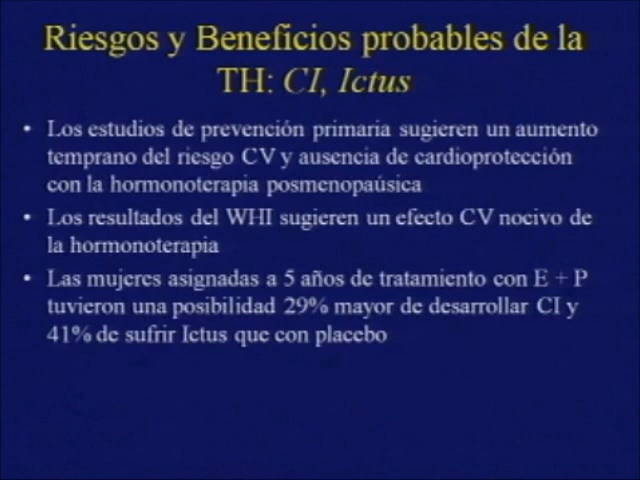 Riesgos y Beneficios probables de la
TH: CI, Ictus
• Los estudios de prevención primaria sugieren un aumento
temprano del riesgo CV y ausencia de cardioprotección
con la hormonoterapia posmenopaúsica
• Los resultados del WHI sugieren un efecto CV nocivo de
la hormonoterapia
• Las mujeres asignadas a 5 años de tratamiento con E + P
tuvieron una posibilidad 29% mayor de desarrollar CI y
41% de sufrir Ictus que con placebo